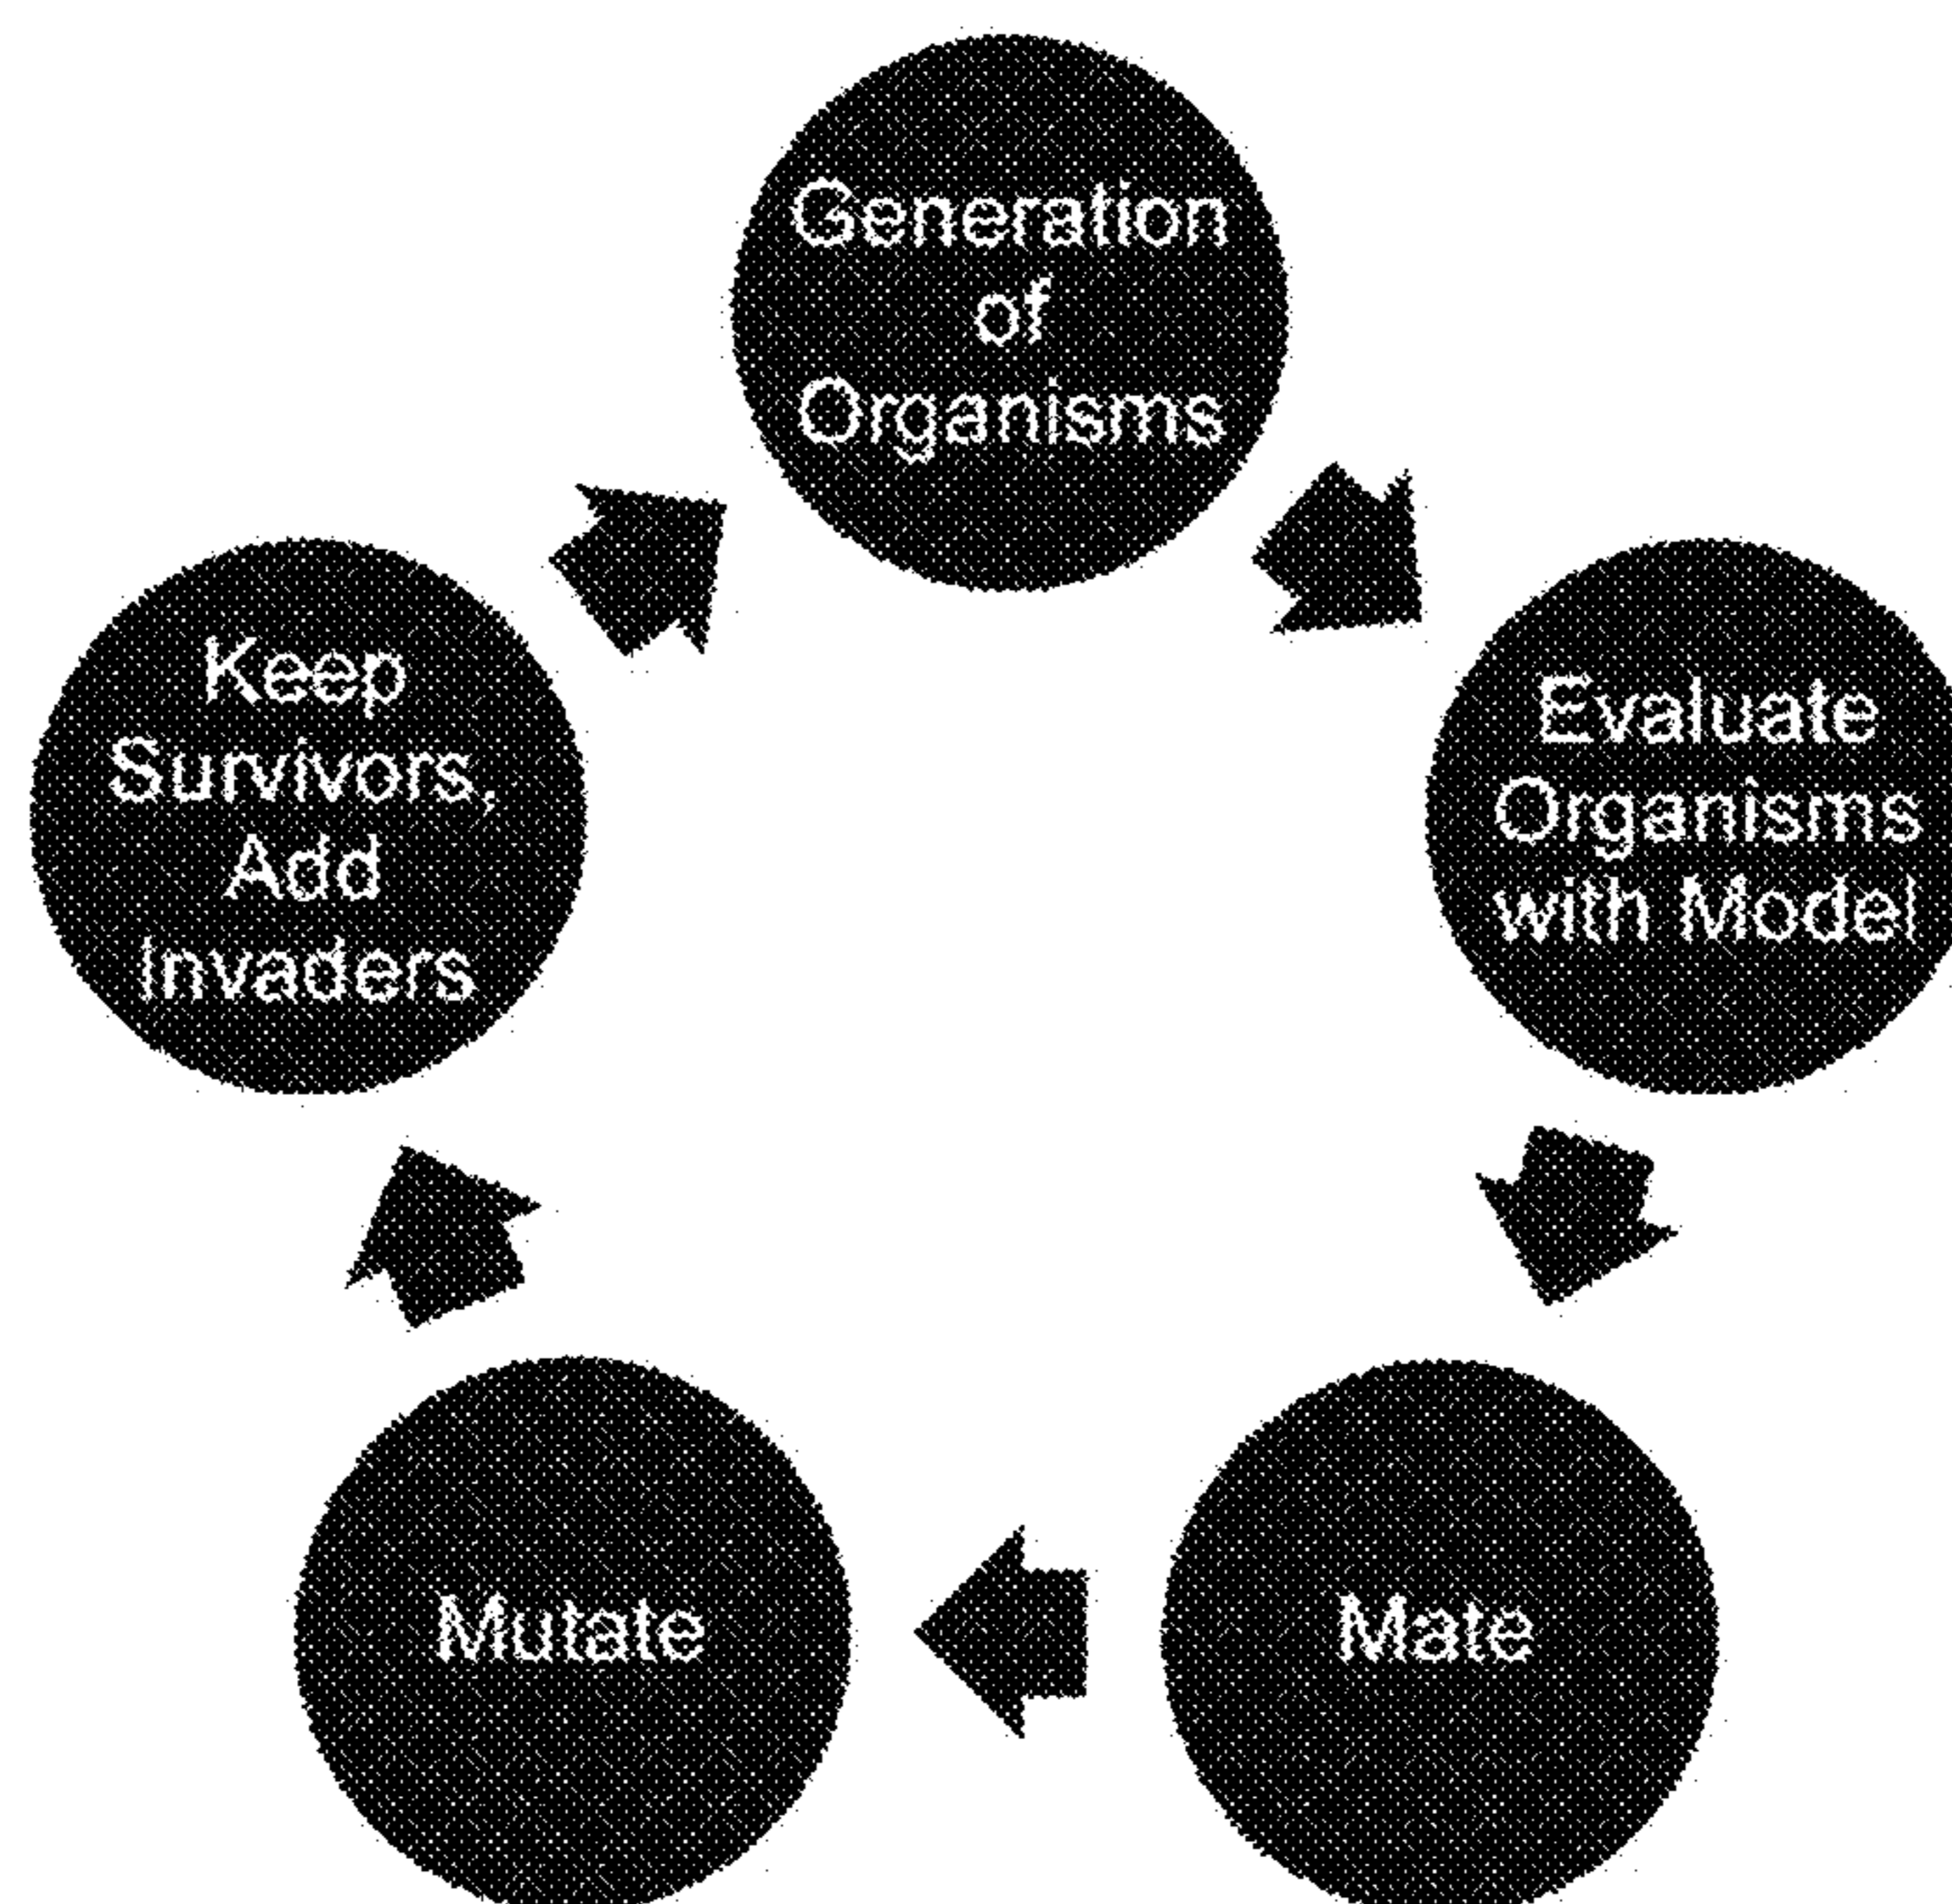 Generation
of
Organisms
Evaluate
Organisms
with Model
Mate
Mutate
Keep
Survivors,
Add
Invaders